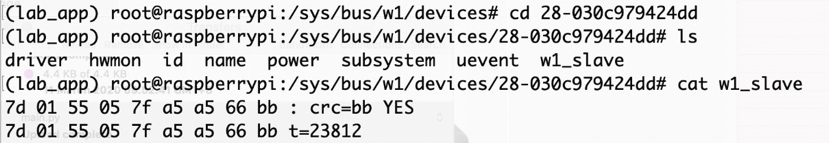 (lab_app) root@raspberrypi:/sys/bus/w1/devices# cd 28-030c979424dd
(lab_app) root@raspberrypi:/sys/bus/w1/devices/28-030c979424dd# ls
driver  hwmon  id  name  power  subsystem  uevent  w1_slave
(lab_app) root@raspberrypi:/sys/bus/w1/devices/28-030c979424dd# cat w1_slave
7d 01 55 05 7f a5 a5 66 bb : crc=bb YES
7d 01 55 05 7f a5 a5 66 bb t=23812